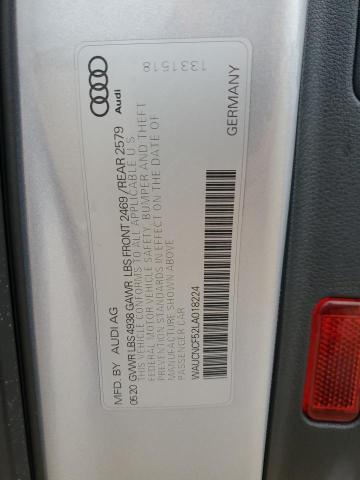 MFD. BY AUDI AG
05.20 GVWR LBS 4938 GAWR LBS FRONT 2469 / REAR 2579
THIS VEHICLE CONFORMS TO ALL APPLICABLE U S
FEDERAL MOTOR VEHICLE SAFETY, BUMPER AND THEFT
PREVENTION STANDARDS IN EFFECT ON THE DATE OF
MANUFACTURE SHOWN ABOVE
PASSENGER CAR
WAUCNCF52LA018224
Audi
1331518
GERMANY